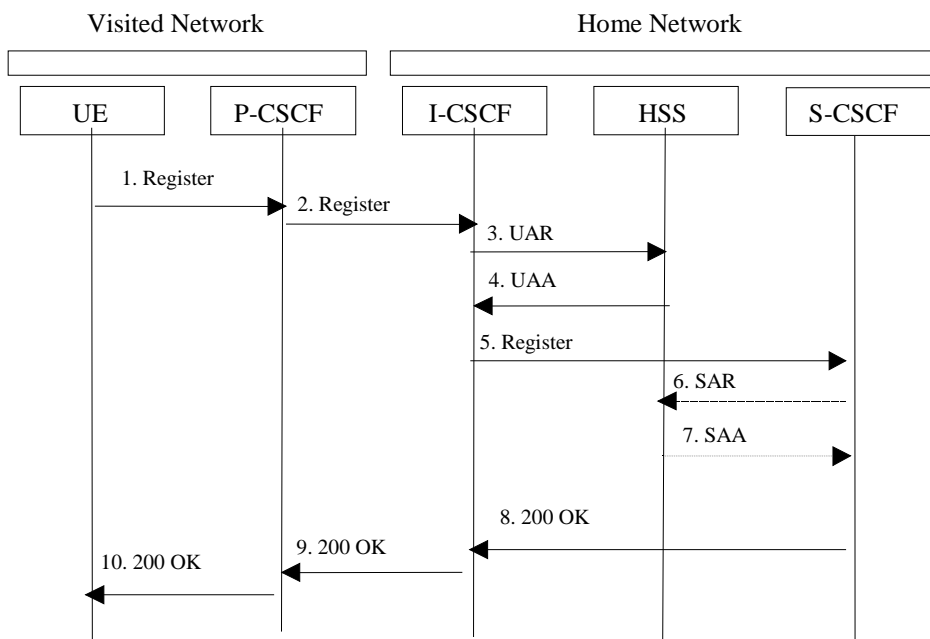 Visited Network
Home Network
UE
P-CSCF
I-CSCF
HSS
S-CSCF
1. Register
2. Register
3. UAR
4. UAA
5. Register
6. SAR
7. SAA
8. 200 OK
9. 200 OK
10. 200 OK